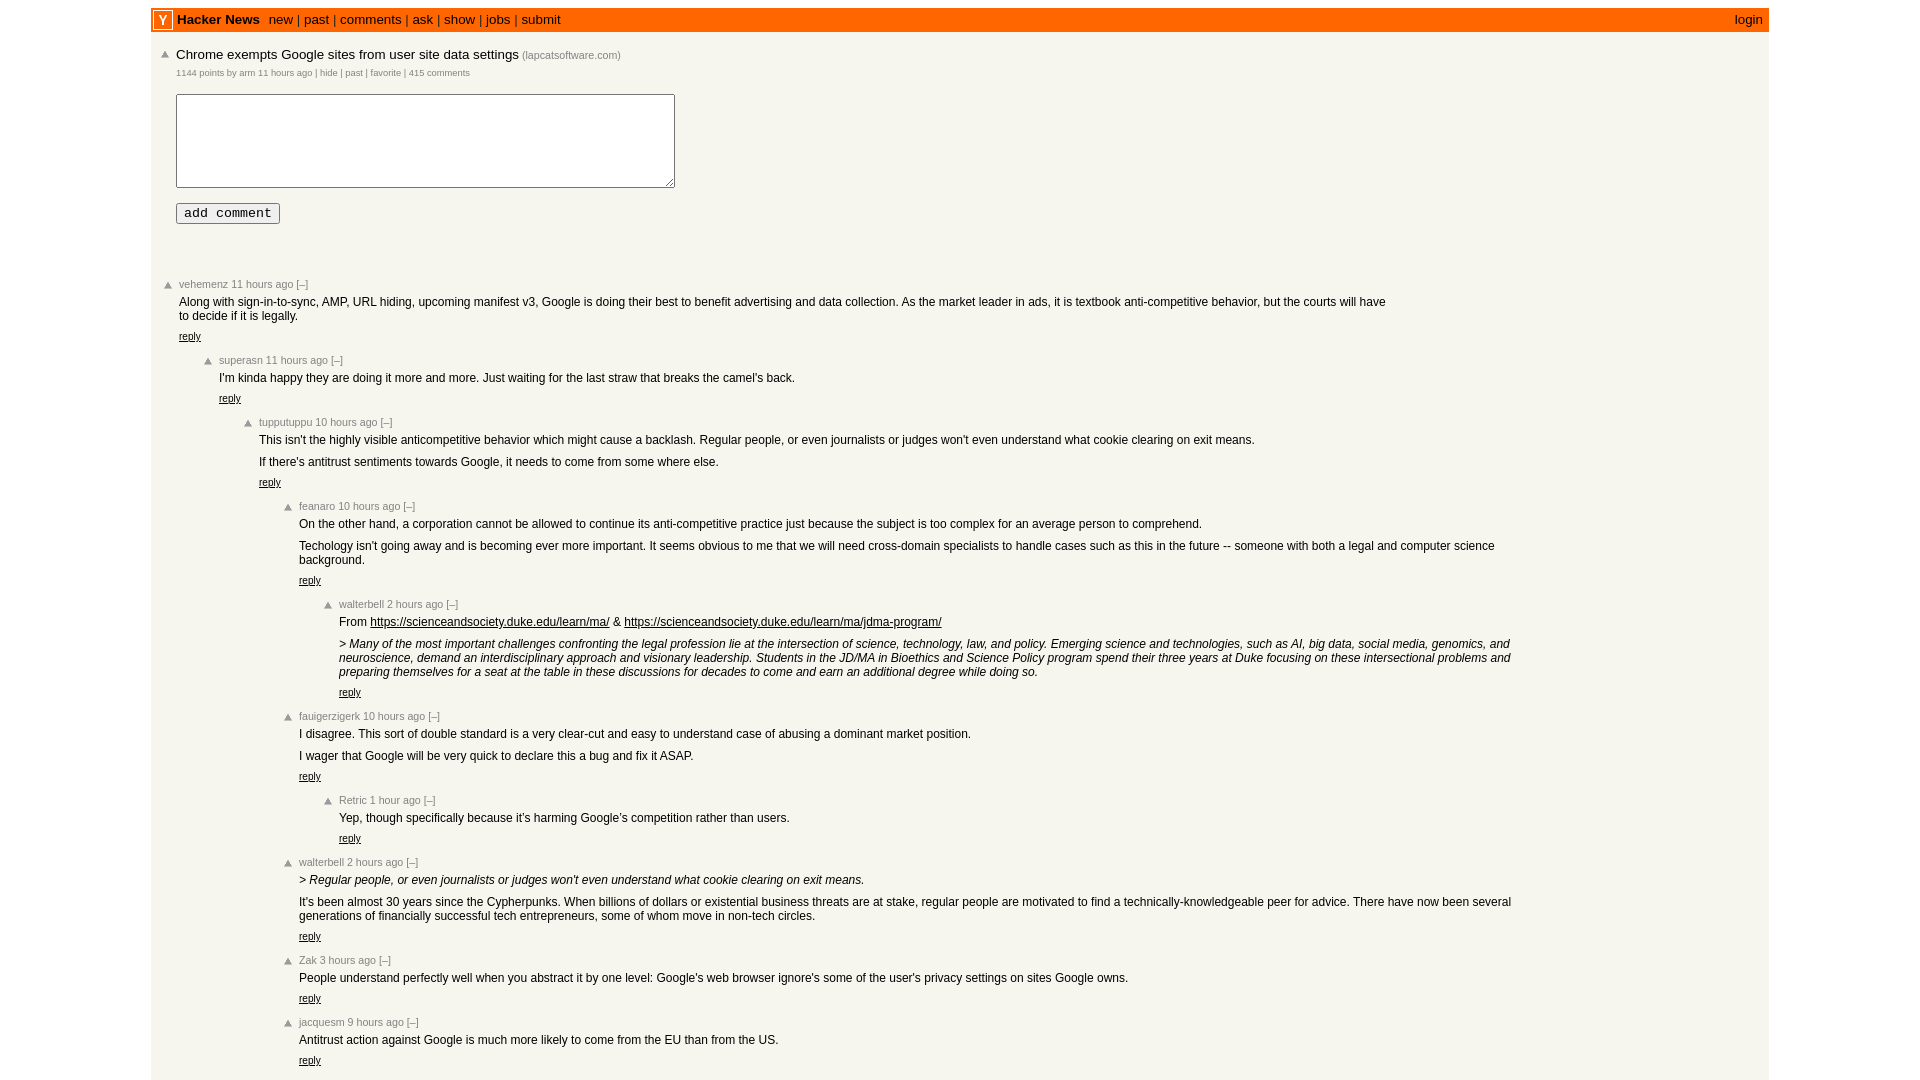 Y Hacker News new | past | comments | ask | show | jobs | submit login
Chrome exempts Google sites from user site data settings (lapcatsoftware.com)
1144 points by arm 11 hours ago | hide | past | favorite | 415 comments
add comment
vehemenz 11 hours ago [–]
Along with sign-in-to-sync, AMP, URL hiding, upcoming manifest v3, Google is doing their best to benefit advertising and data collection. As the market leader in ads, it is textbook anti-competitive behavior, but the courts will have
to decide if it is legally.
reply
superasn 11 hours ago [–]
I'm kinda happy they are doing it more and more. Just waiting for the last straw that breaks the camel's back.
reply
tupputuppu 10 hours ago [–]
This isn't the highly visible anticompetitive behavior which might cause a backlash. Regular people, or even journalists or judges won't even understand what cookie clearing on exit means.
If there's antitrust sentiments towards Google, it needs to come from some where else.
reply
feanaro 10 hours ago [–]
On the other hand, a corporation cannot be allowed to continue its anti-competitive practice just because the subject is too complex for an average person to comprehend.
Techology isn't going away and is becoming ever more important. It seems obvious to me that we will need cross-domain specialists to handle cases such as this in the future -- someone with both a legal and computer science
background.
reply
walterbell 2 hours ago [–]
From https://scienceandsociety.duke.edu/learn/ma/ & https://scienceandsociety.duke.edu/learn/ma/jdma-program/
> Many of the most important challenges confronting the legal profession lie at the intersection of science, technology, law, and policy. Emerging science and technologies, such as AI, big data, social media, genomics, and
neuroscience, demand an interdisciplinary approach and visionary leadership. Students in the JD/MA in Bioethics and Science Policy program spend their three years at Duke focusing on these intersectional problems and
preparing themselves for a seat at the table in these discussions for decades to come and earn an additional degree while doing so.
reply
fauigerzigerk 10 hours ago [–]
I disagree. This sort of double standard is a very clear-cut and easy to understand case of abusing a dominant market position.
I wager that Google will be very quick to declare this a bug and fix it ASAP.
reply
Retric 1 hour ago [–]
Yep, though specifically because it’s harming Google’s competition rather than users.
reply
walterbell 2 hours ago [–]
> Regular people, or even journalists or judges won't even understand what cookie clearing on exit means.
It's been almost 30 years since the Cypherpunks. When billions of dollars or existential business threats are at stake, regular people are motivated to find a technically-knowledgeable peer for advice. There have now been several
generations of financially successful tech entrepreneurs, some of whom move in non-tech circles.
reply
Zak 3 hours ago [–]
People understand perfectly well when you abstract it by one level: Google's web browser ignore's some of the user's privacy settings on sites Google owns.
reply
jacquesm 9 hours ago [–]
Antitrust action against Google is much more likely to come from the EU than from the US.
reply